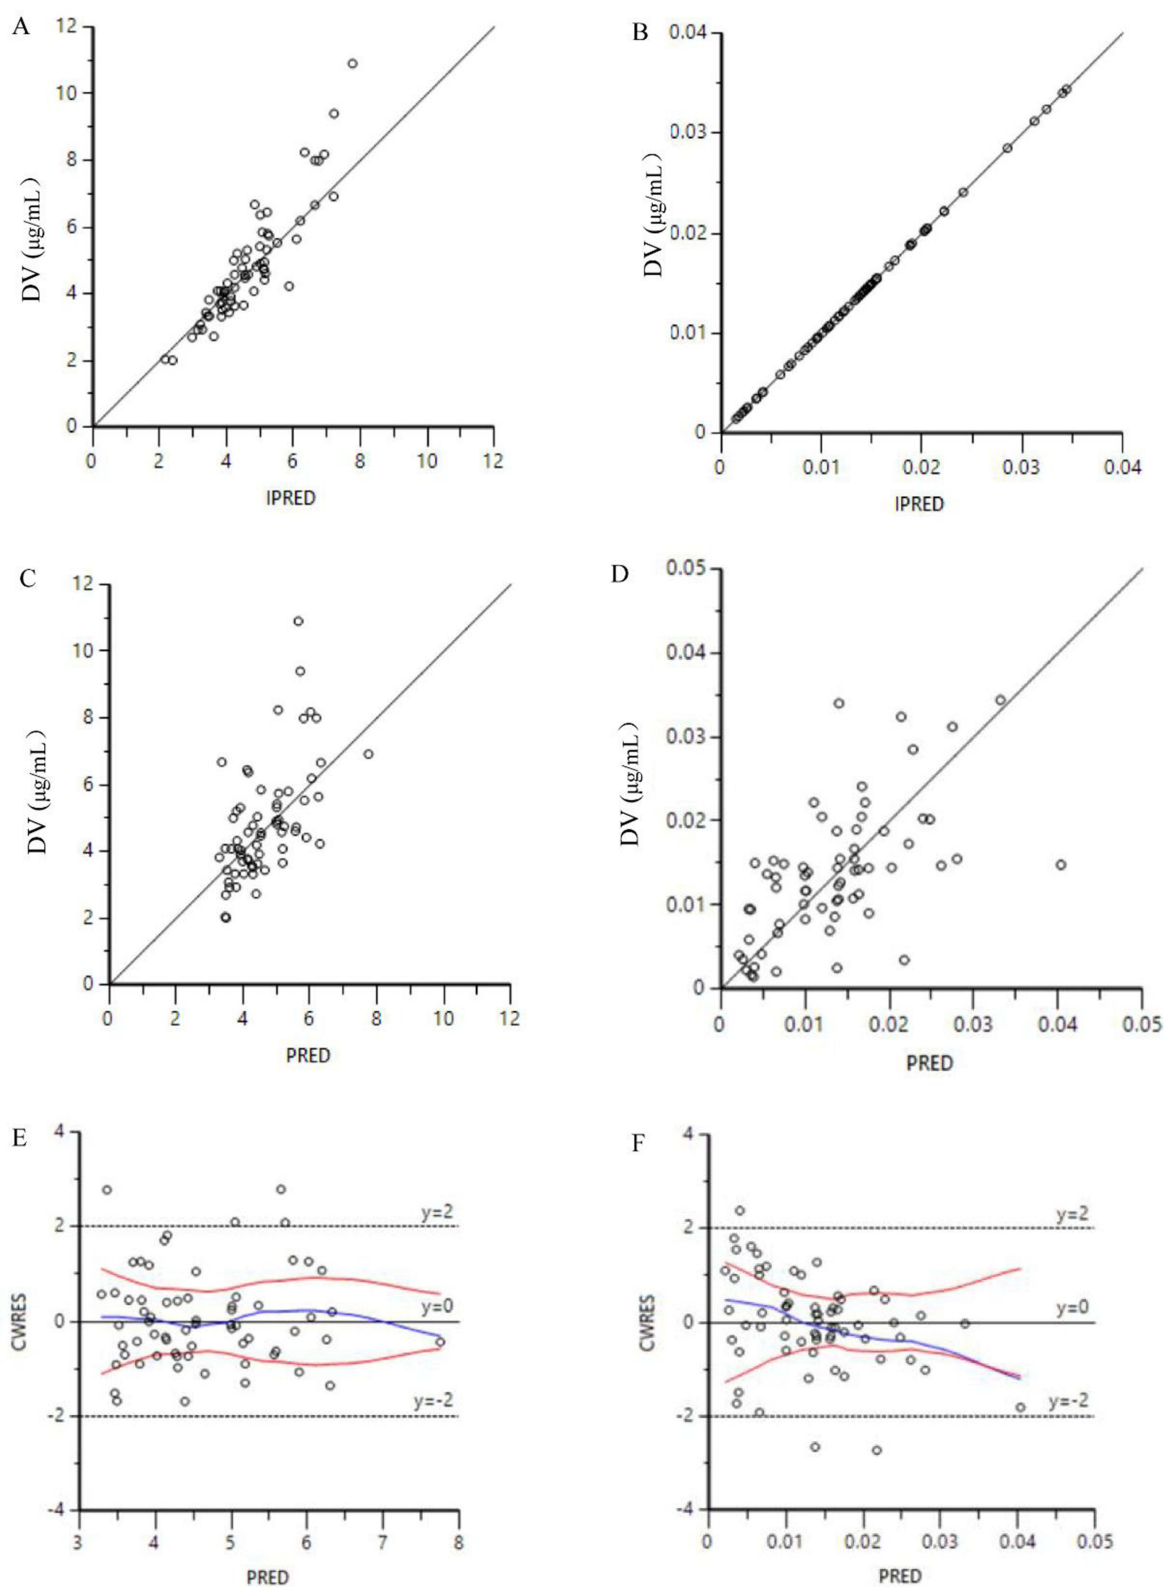 A
12
10
8
6
4
2
0
DV (μg/mL)
0 2 4 6 8 10 12
IPRED
B
0.04
0.03
0.02
0.01
0
DV (μg/mL)
0 0.01 0.02 0.03 0.04
IPRED
C
12
10
8
6
4
2
0
DV (μg/mL)
0 2 4 6 8 10 12
PRED
D
0.05
0.04
0.03
0.02
0.01
0
DV (μg/mL)
0 0.01 0.02 0.03 0.04 0.05
PRED
E
4
2
0
-2
-4
CWRES
y=2
y=0
y=-2
3 4 5 6 7 8
PRED
F
4
2
0
-2
-4
CWRES
y=2
y=0
y=-2
0 0.01 0.02 0.03 0.04 0.05
PRED